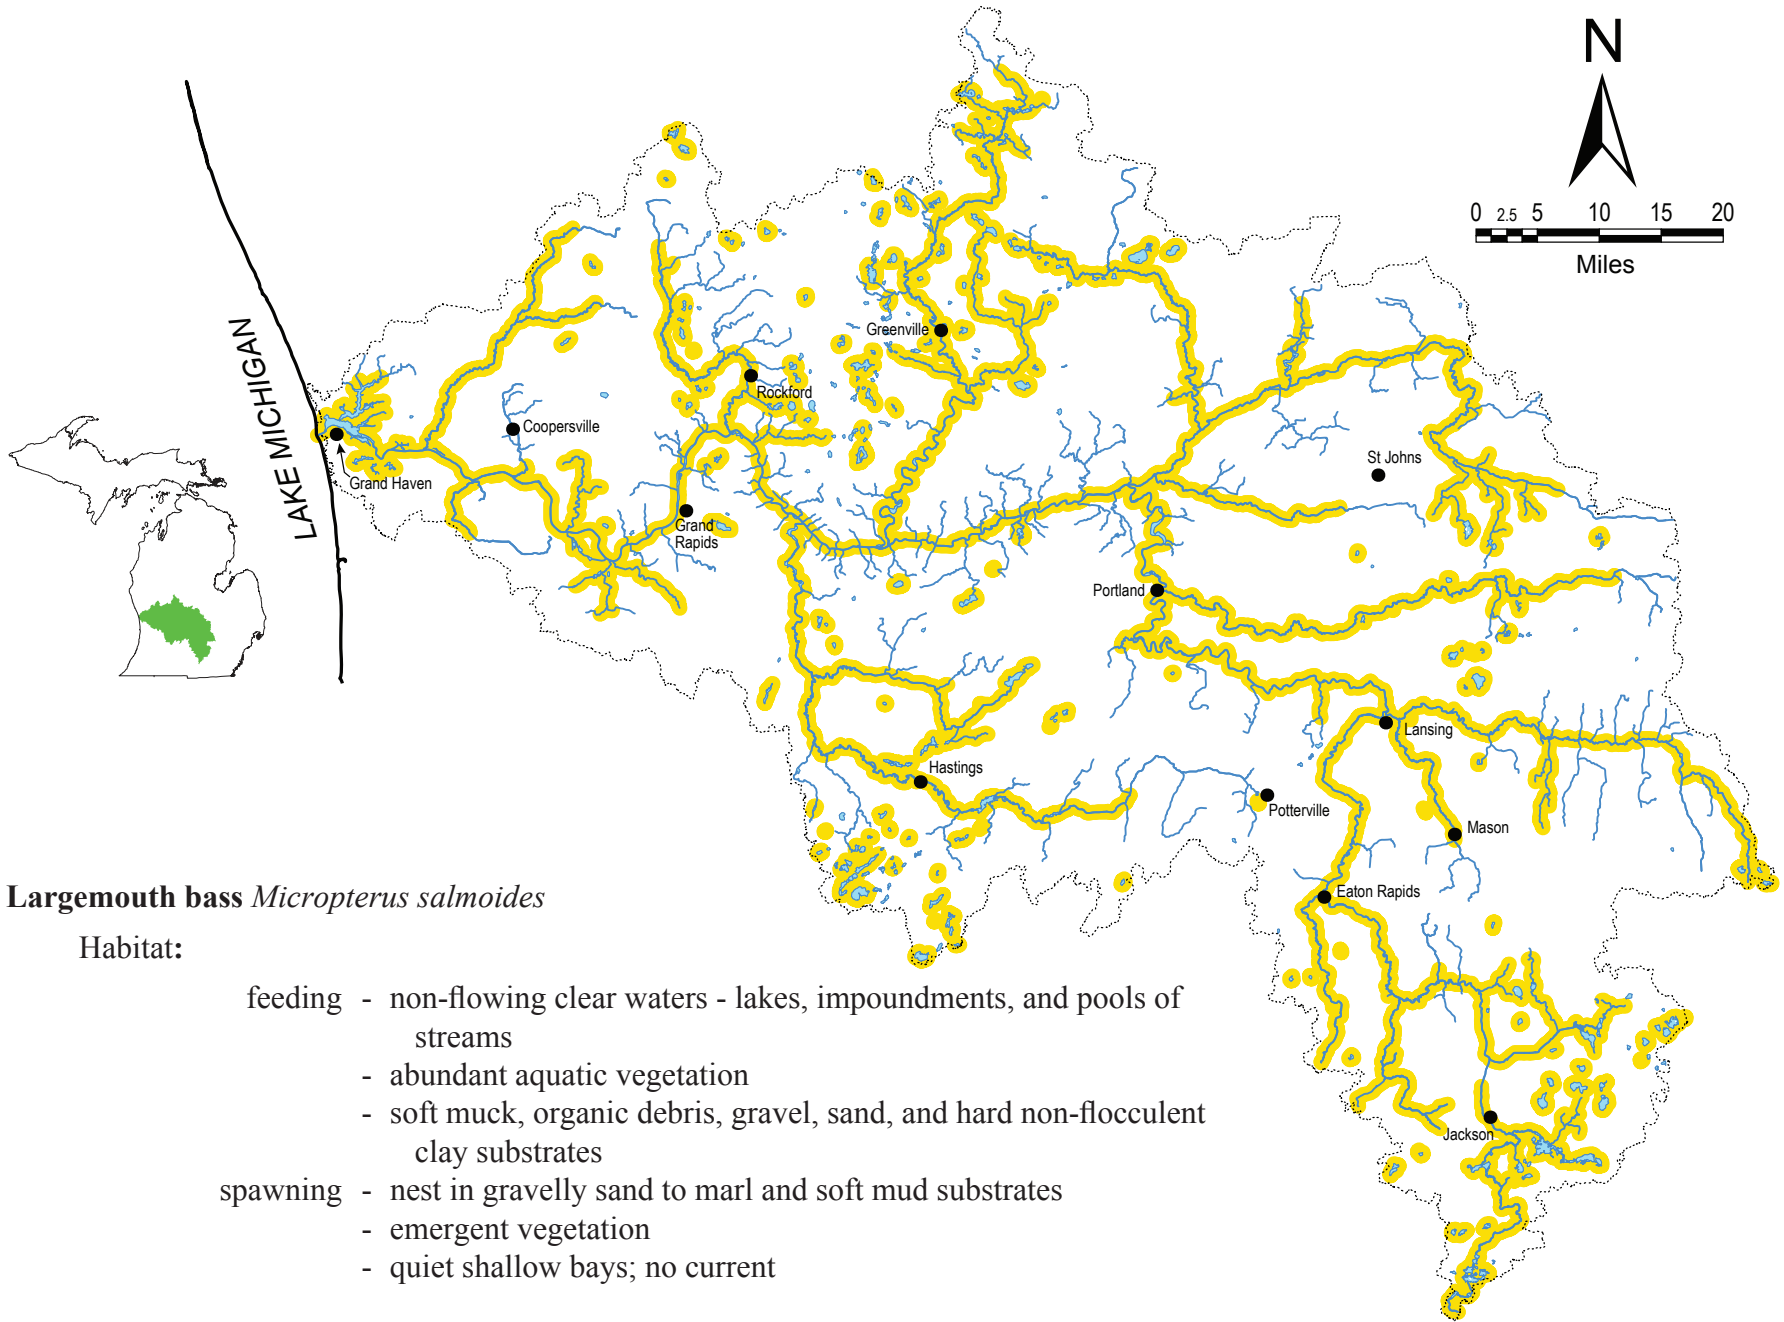 N
0 2.5 5 10 15 20
Miles
LAKE MICHIGAN
Greenville
Rockford
Coopersville
Grand Haven
St Johns
Grand
Rapids
Portland
Lansing
Hastings
Potterville
Mason
Eaton Rapids
Jackson
Largemouth bass Micropterus salmoides
Habitat:
feeding - non-flowing clear waters - lakes, impoundments, and pools of
streams
- abundant aquatic vegetation
- soft muck, organic debris, gravel, sand, and hard non-flocculent
clay substrates
spawning - nest in gravelly sand to marl and soft mud substrates
- emergent vegetation
- quiet shallow bays; no current